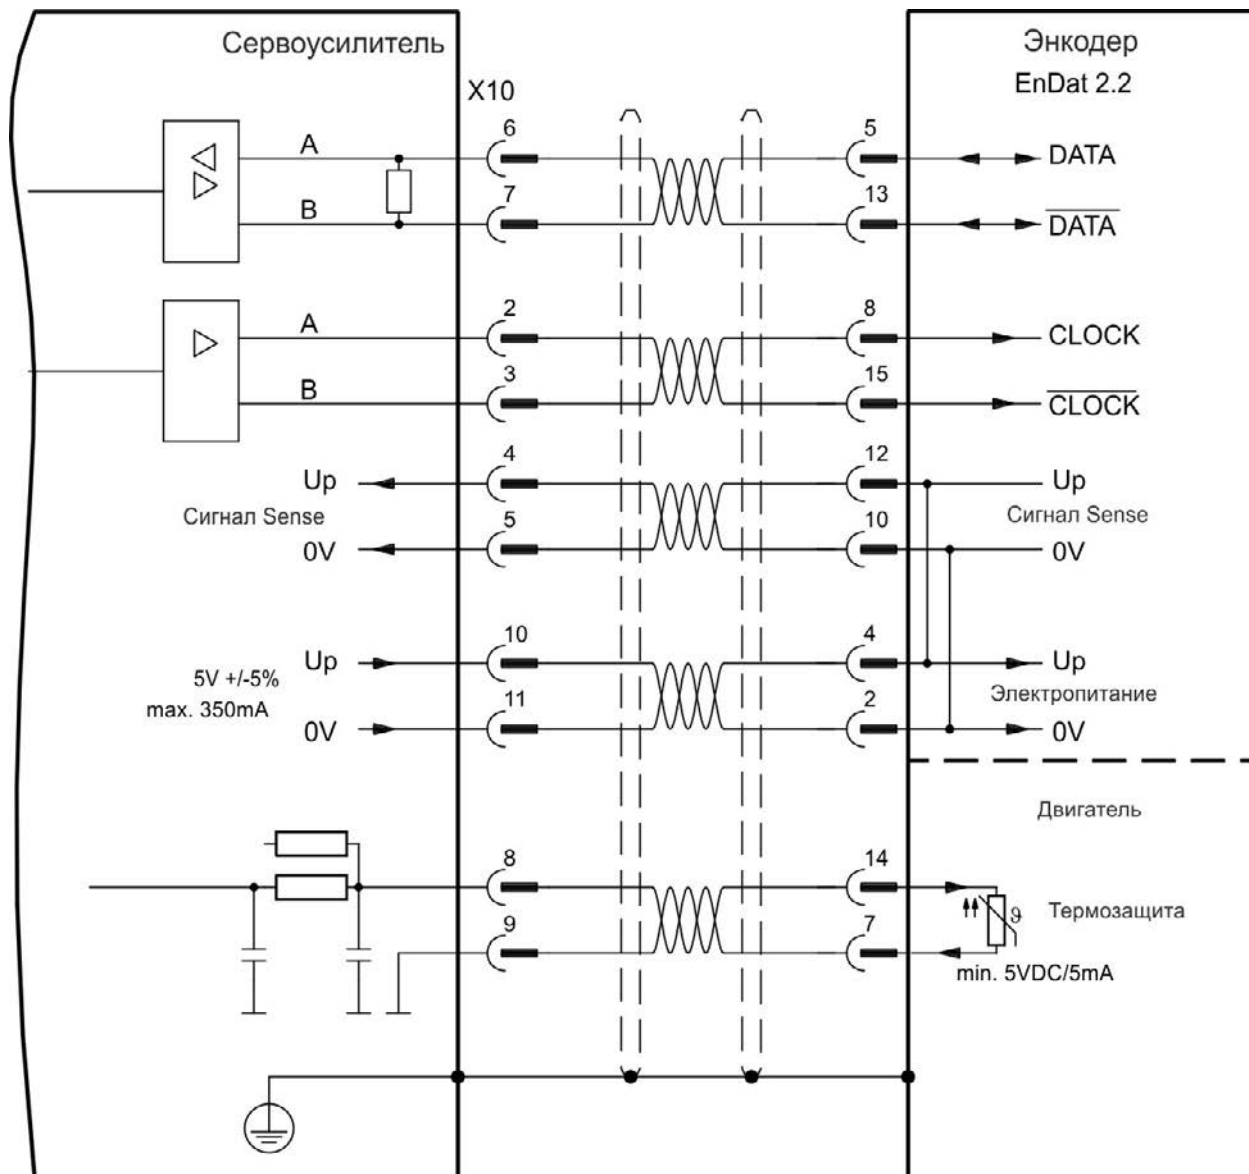 Сервоусилитель
Энкодер
EnDat 2.2
X10
A 6 5 DATA
B 7 13 DATA
A 2 8 CLOCK
B 3 15 CLOCK
Up 4 12 Up
Сигнал Sense Сигнал Sense
0V 5 10 0V
Up 10 4 Up
5V +/-5%
max. 350mA
Электропитание
0V 11 2 0V
Двигатель
8 14
ϑ Термозащита
9 7
min. 5VDC/5mA